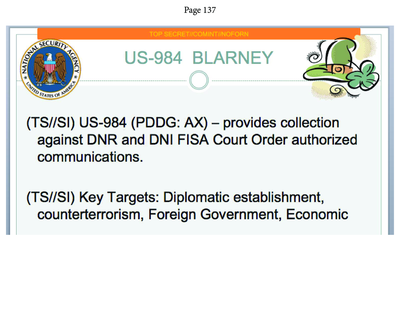 Page 137
TOP SECRET//COMINT//NOFORN
NATIONAL SECURITY AGENCY
UNITED STATES OF AMERICA
US-984 BLARNEY
(TS//SI) US-984 (PDDG: AX) – provides collection
against DNR and DNI FISA Court Order authorized
communications.
(TS//SI) Key Targets: Diplomatic establishment,
counterterrorism, Foreign Government, Economic